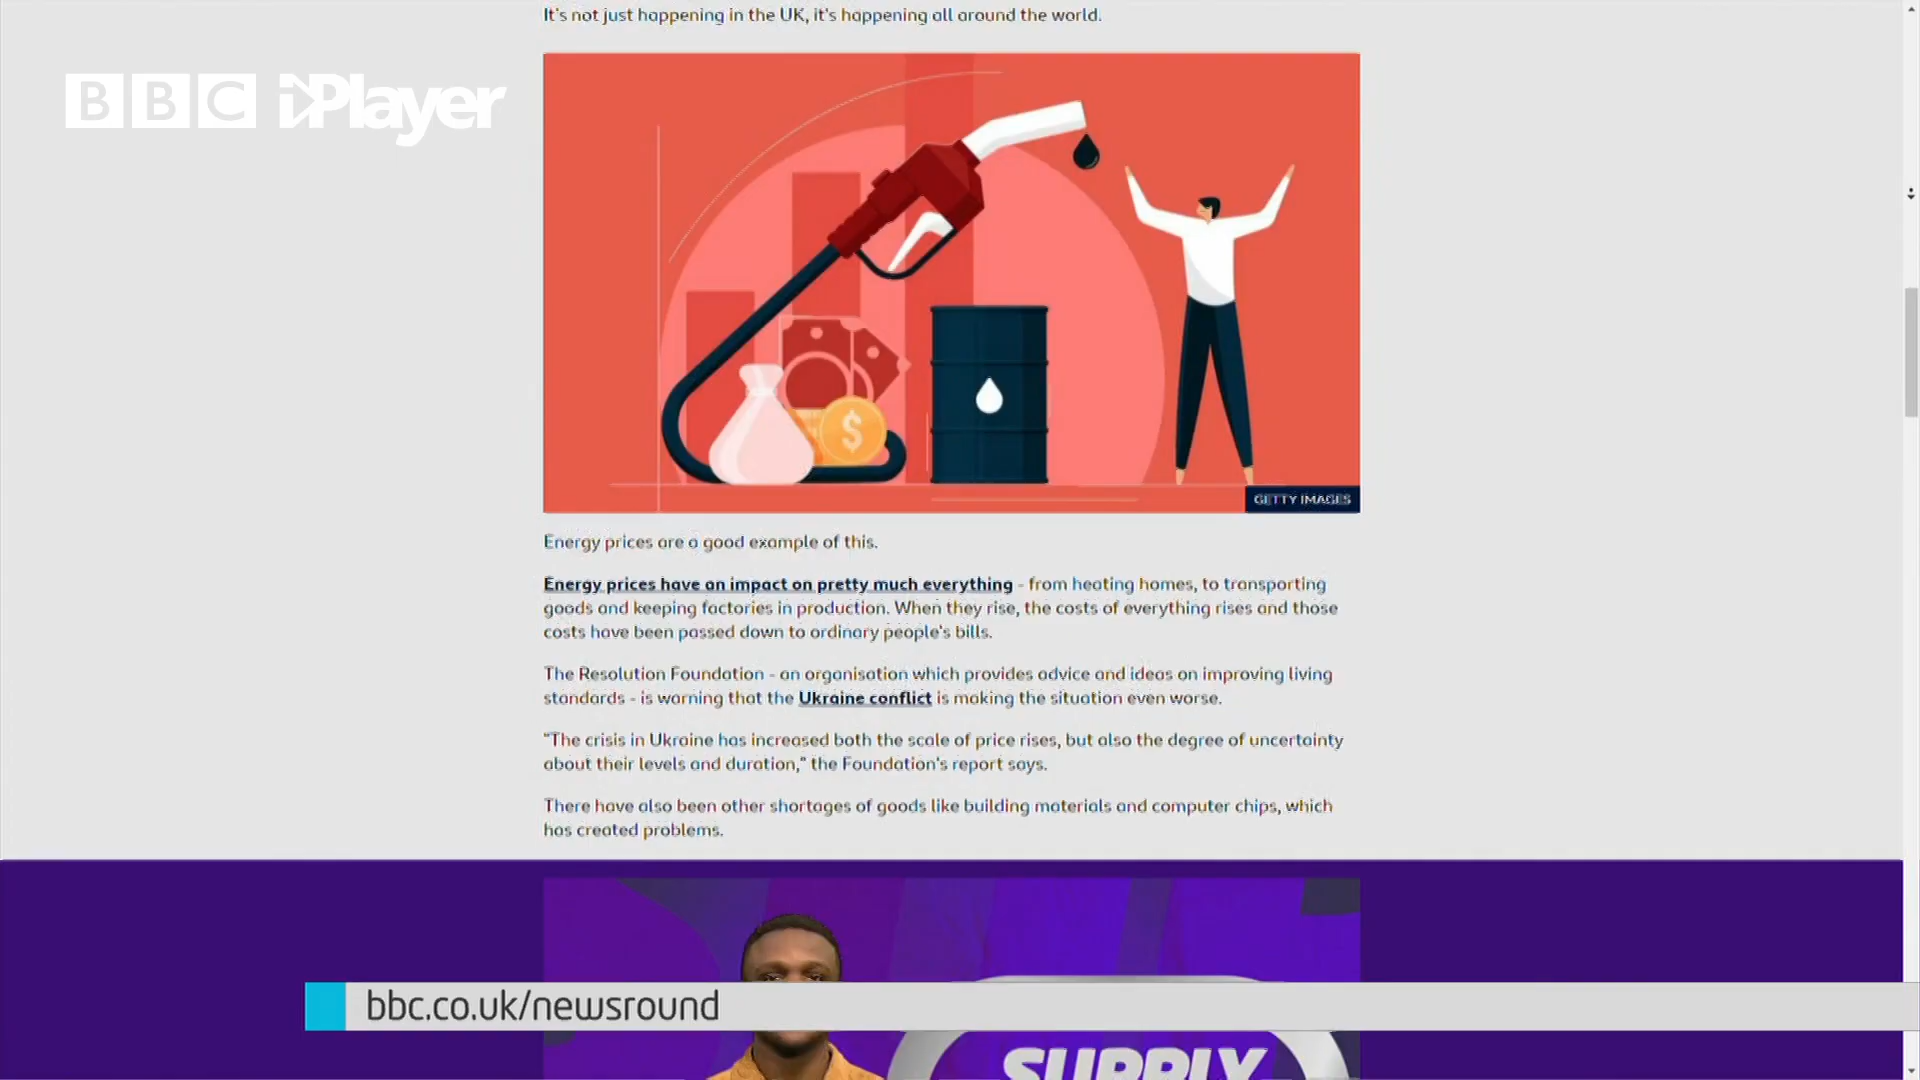 It's not just happening in the UK, it's happening all around the world.
BBC iPlayer
$
GETTY IMAGES
Energy prices are a good example of this.
Energy prices have an impact on pretty much everything - from heating homes, to transporting
goods and keeping factories in production. When they rise, the costs of everything rises and those
costs have been passed down to ordinary people's bills.
The Resolution Foundation - an organisation which provides advice and ideas on improving living
standards - is warning that the Ukraine conflict is making the situation even worse.
"The crisis in Ukraine has increased both the scale of price rises, but also the degree of uncertainty
about their levels and duration," the Foundation's report says.
There have also been other shortages of goods like building materials and computer chips, which
has created problems.
bbc.co.uk/newsround
SUPPLY